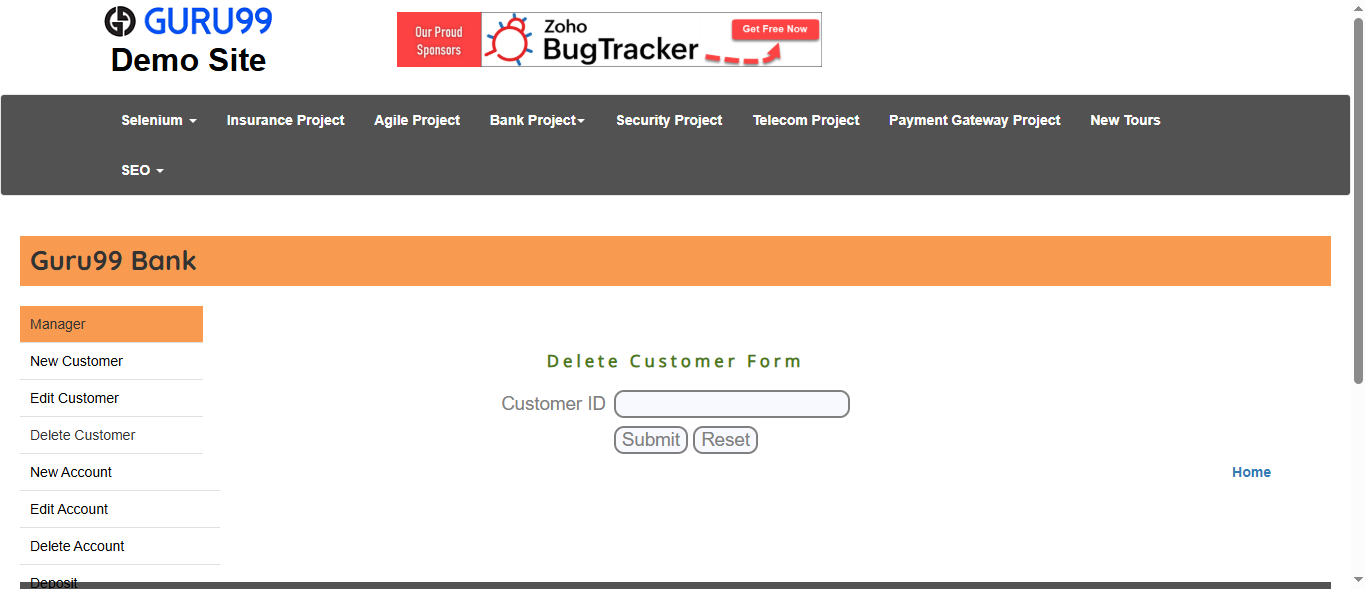 GURU99
Demo Site
Our Proud
Sponsors
Zoho
BugTracker
Get Free Now
Selenium Insurance Project Agile Project Bank Project Security Project Telecom Project Payment Gateway Project New Tours
SEO
Guru99 Bank
Manager
New Customer
Edit Customer
Delete Customer
New Account
Edit Account
Delete Account
Deposit
Delete Customer Form
Customer ID
Submit Reset
Home